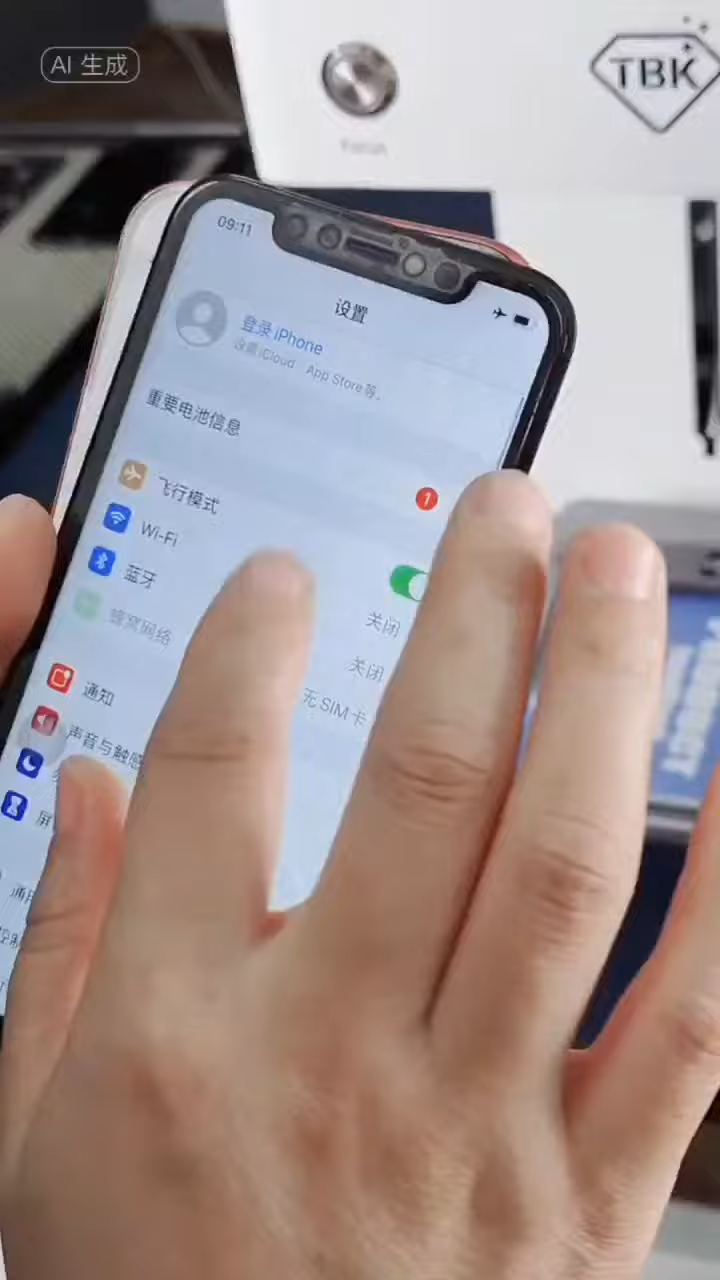 AI 生成
TBK
09:11
设置
登录 iPhone
设置 iCloud、App Store 等。
重要电池信息
1
飞行模式
Wi-Fi
关闭
蓝牙
关闭
蜂窝网络
无 SIM 卡
通知
声音与触感
屏